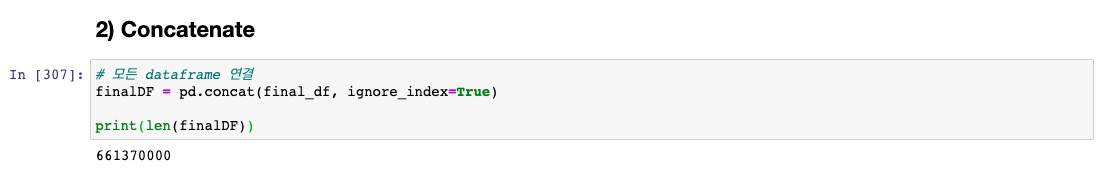 2) Concatenate
In [307]: # 모든 dataframe 연결
finalDF = pd.concat(final_df, ignore_index=True)
print(len(finalDF))
661370000